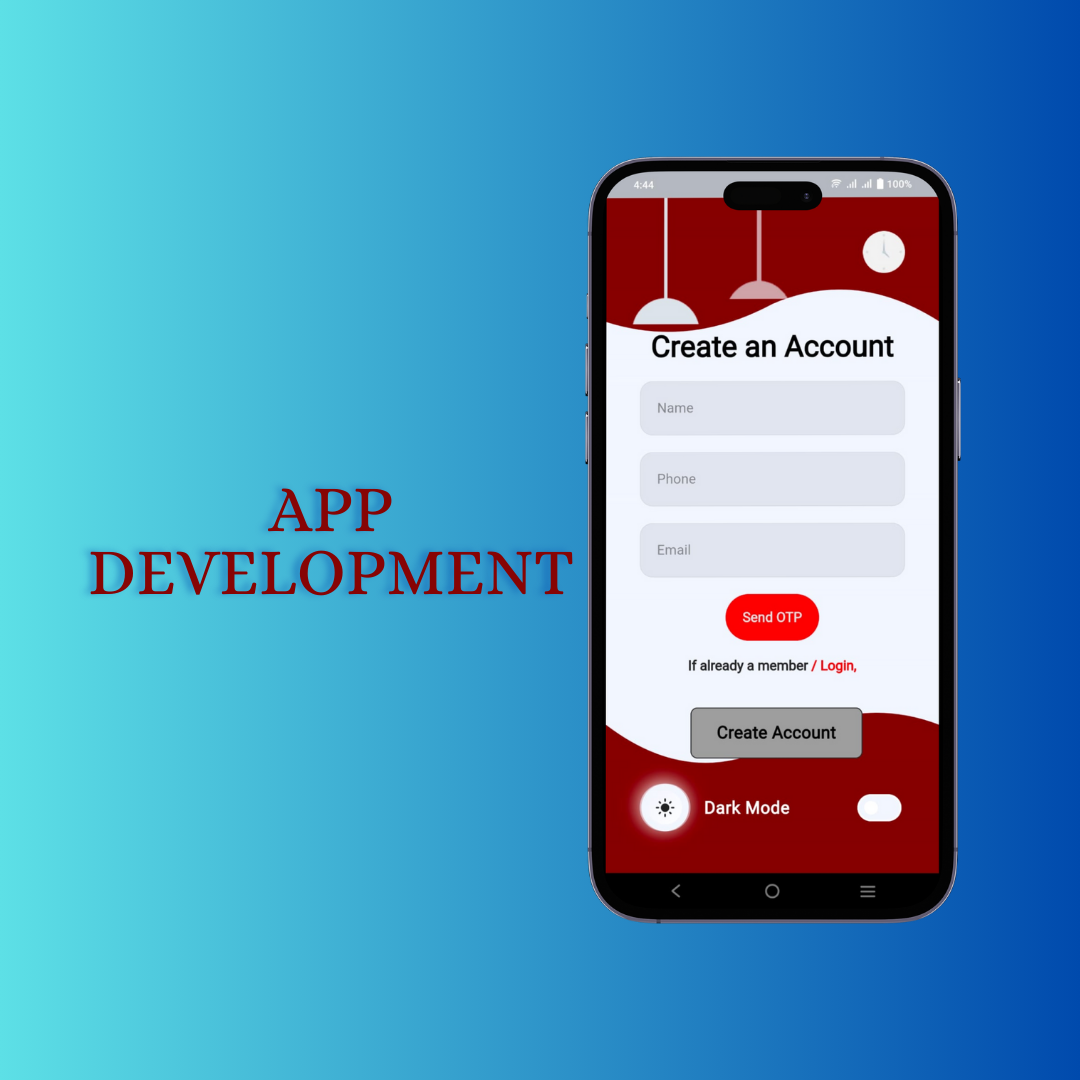 APP
DEVELOPMENT
4:44
100%
Create an Account
Name
Phone
Email
Send OTP
If already a member / Login,
Create Account
Dark Mode